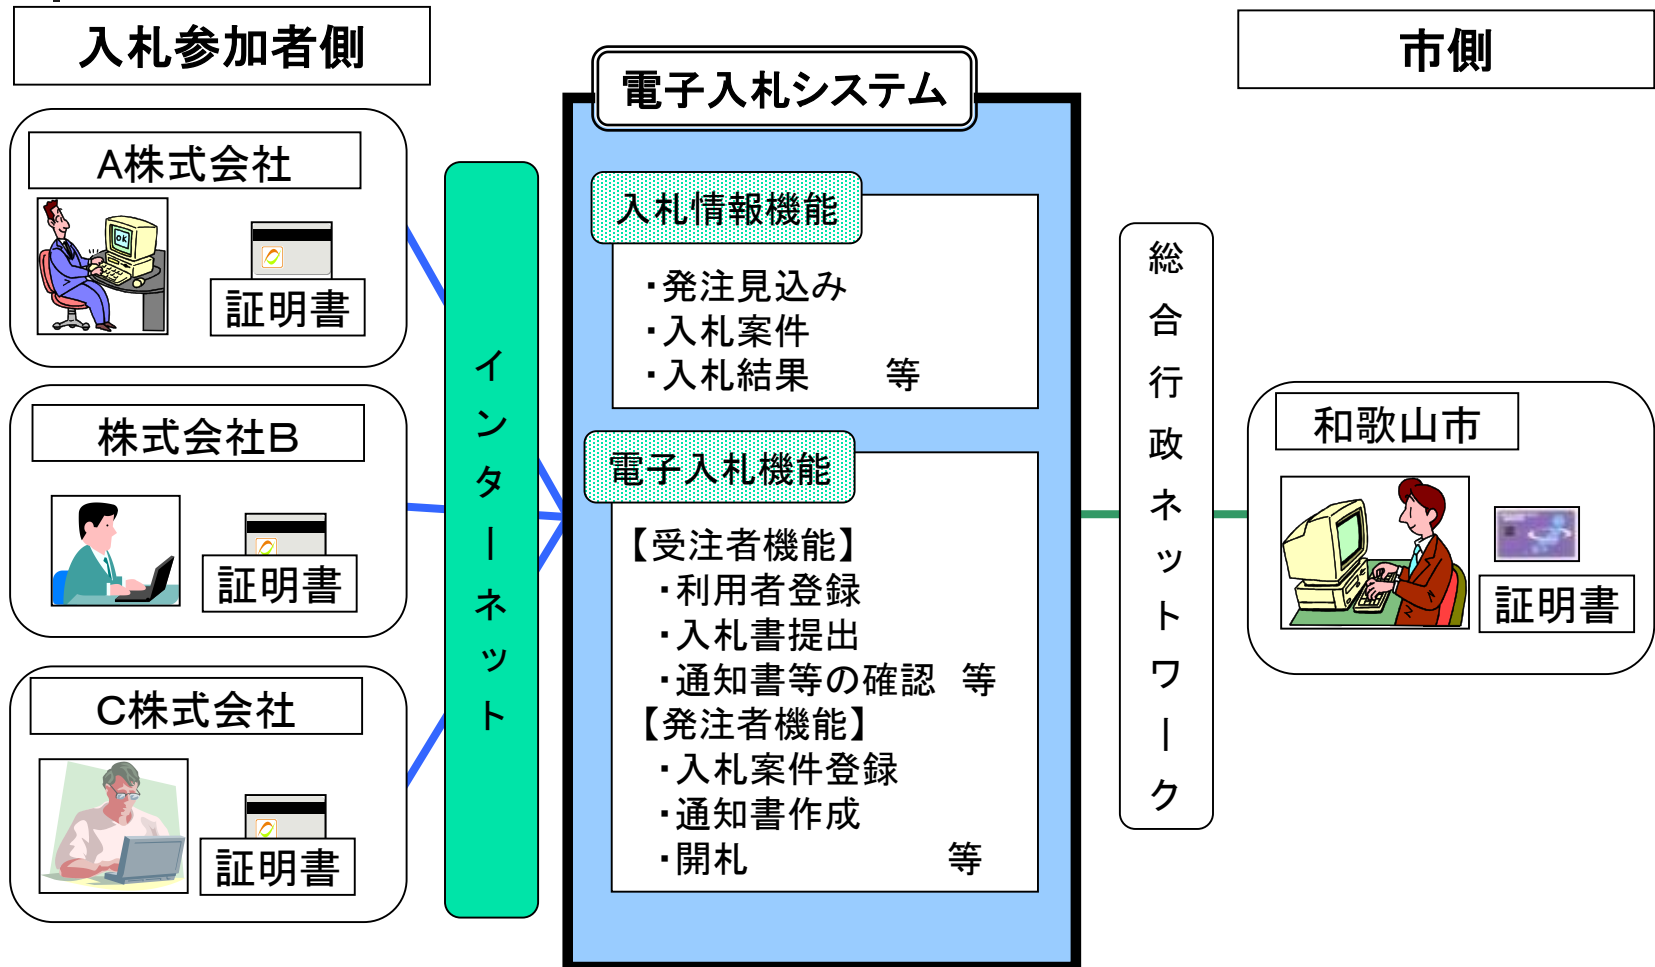 入札参加者側
A株式会社
証明書
株式会社B
証明書
C株式会社
証明書
インターネット
電子入札システム
入札情報機能
・発注見込み
・入札案件
・入札結果　　等
電子入札機能
【受注者機能】
・利用者登録
・入札書提出
・通知書等の確認　等
【発注者機能】
・入札案件登録
・通知書作成
・開札　　　　　等
総合行政ネットワーク
市側
和歌山市
証明書
OK